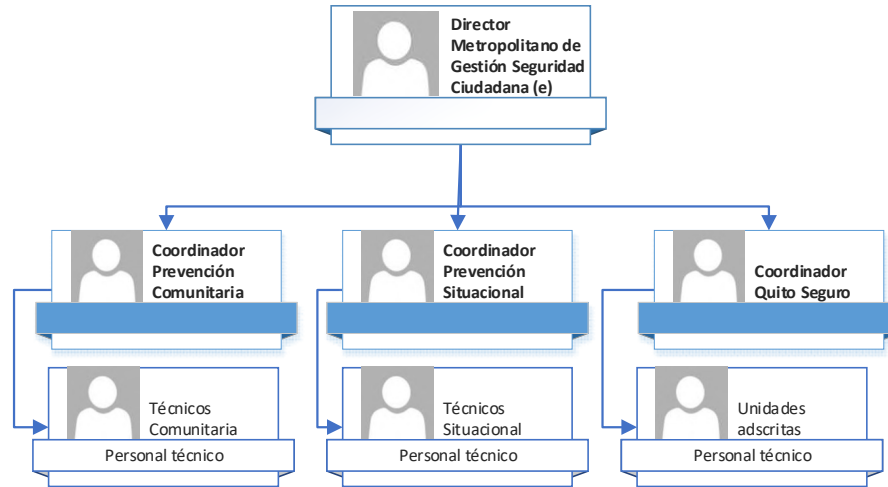 Director
Metropolitano de
Gestión Seguridad
Ciudadana (e)
Coordinador
Prevención
Comunitaria
Coordinador
Prevención
Situacional
Coordinador
Quito Seguro
Técnicos
Comunitaria
Personal técnico
Técnicos
Situacional
Personal técnico
Unidades
adscritas
Personal técnico